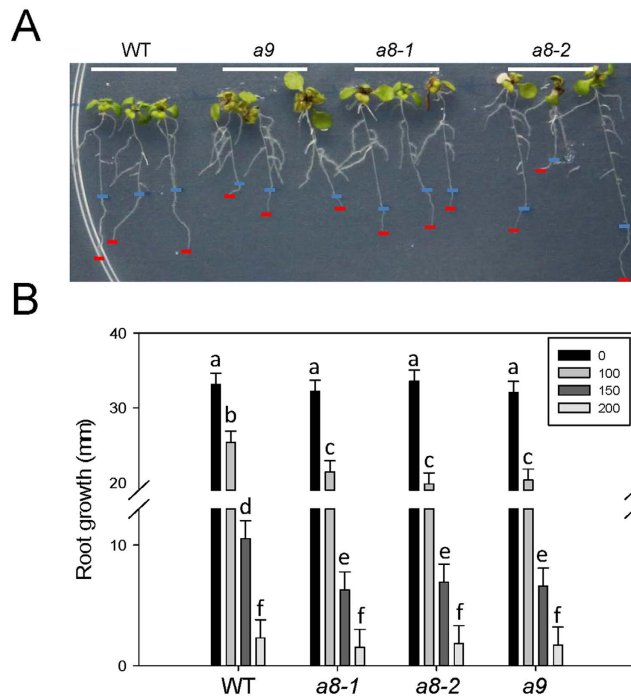 A
WT a9 a8-1 a8-2
B
40
30
20
10
0
Root growth (mm)
a a a a
b c c c
d e e e
f f f f
0
100
150
200
WT a8-1 a8-2 a9